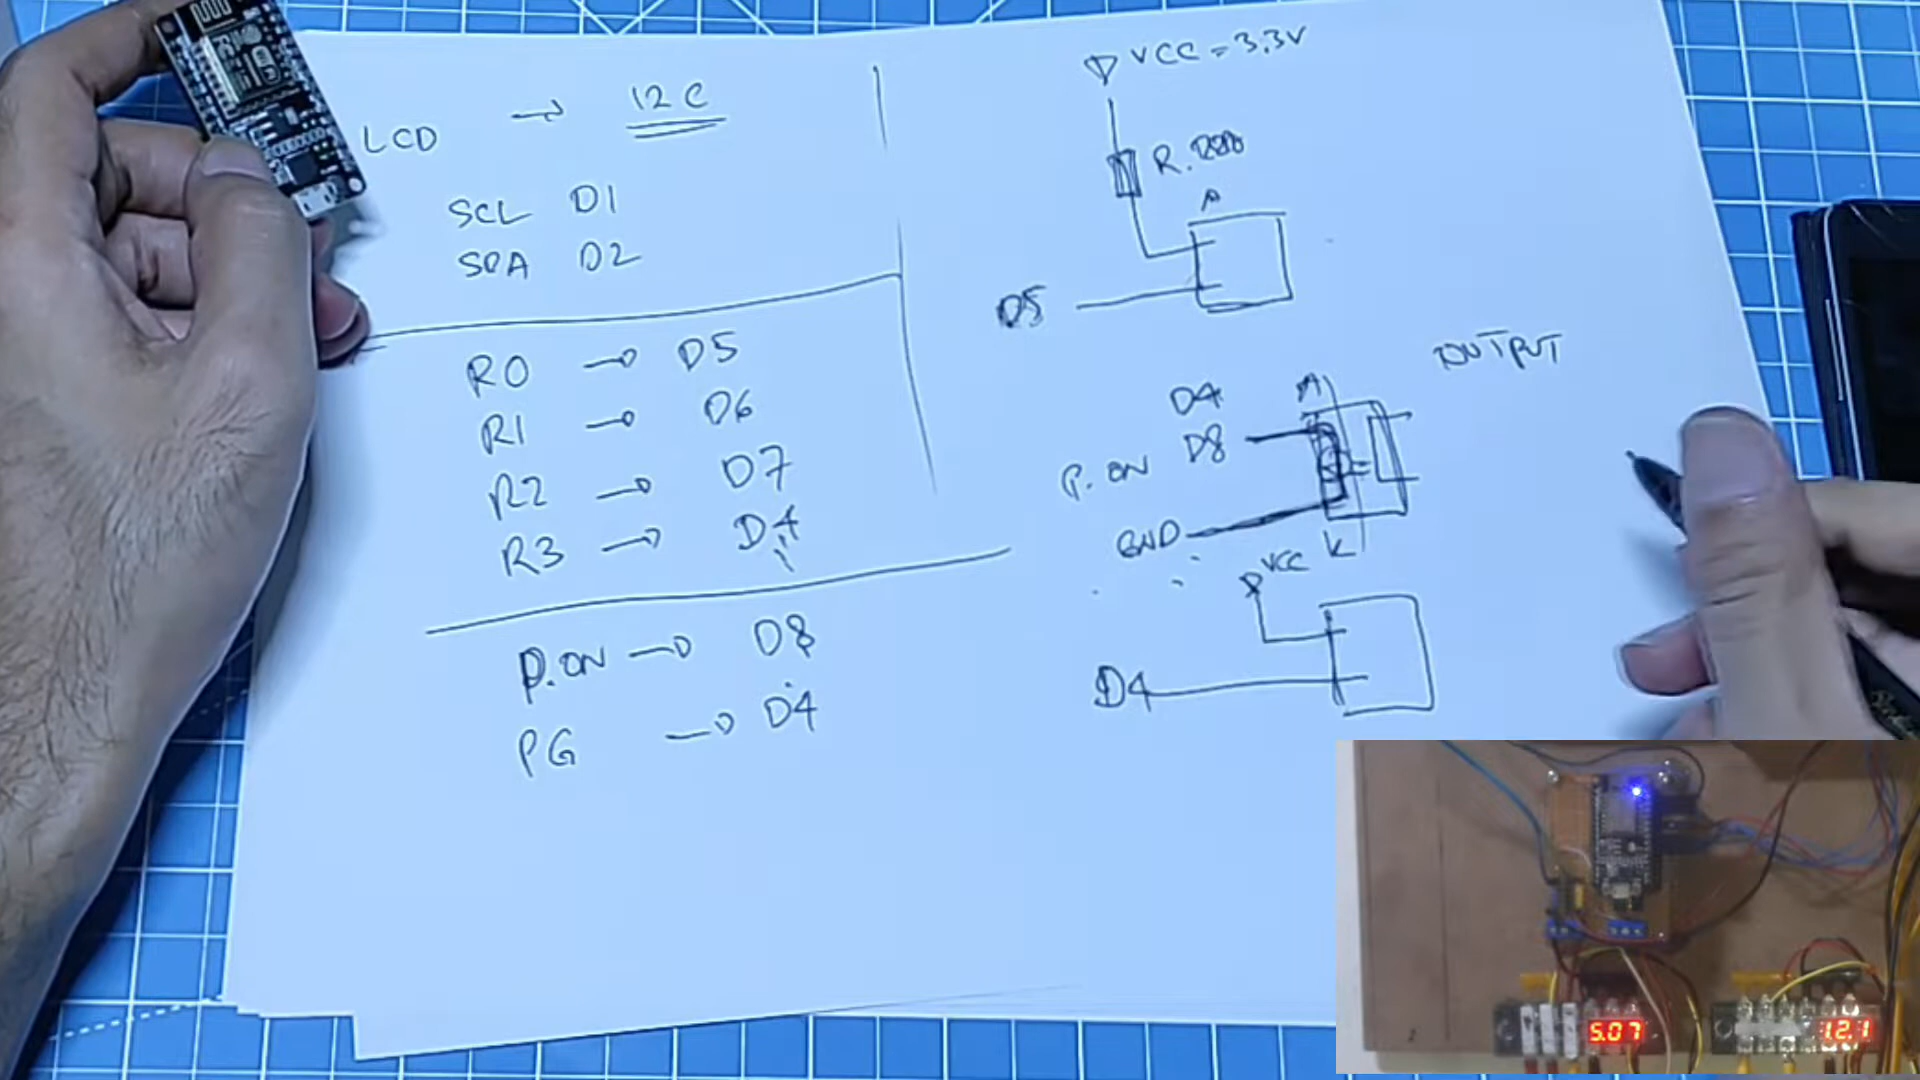 LCD → I2C
SCL D1
SDA D2
R0 → D5
R1 → D6
R2 → D7
R3 → D4
P.ON → D8
PG → D4
VCC = 3.3V
A
D5
OUTPUT
A
D4
D8
P.ON
GND
K
VCC
D4
5.07
12.1